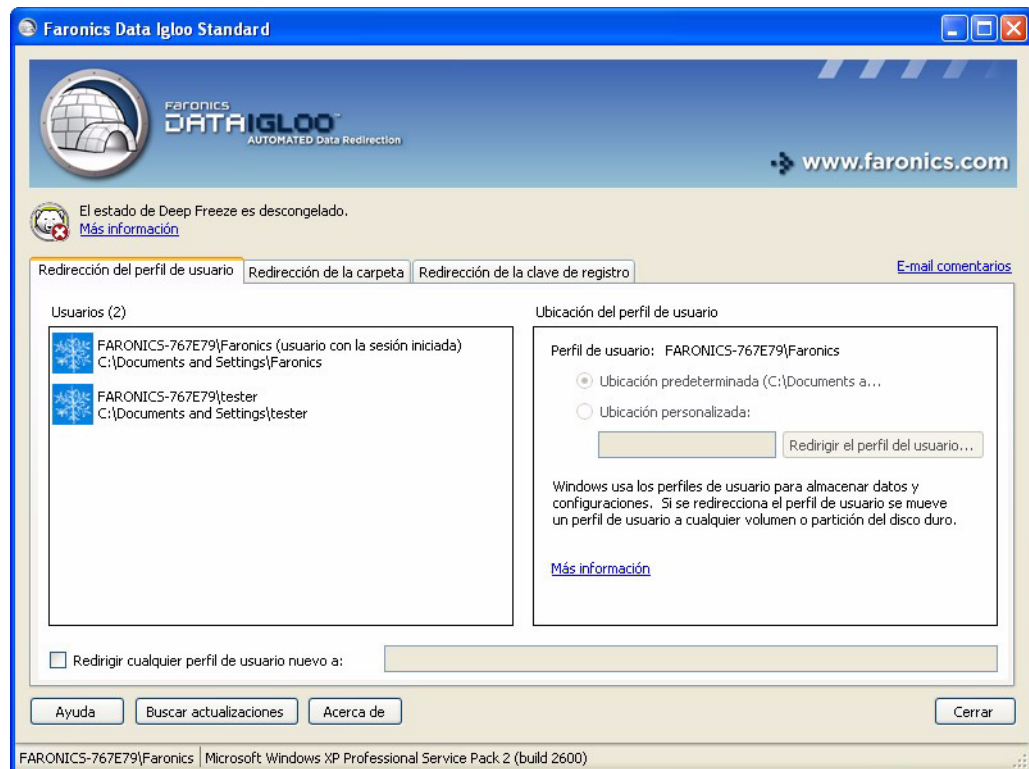 Faronics Data Igloo Standard
Faronics
DATA IGLOO™
AUTOMATED Data Redirection
www.faronics.com
El estado de Deep Freeze es descongelado.
Más información
Redirección del perfil de usuario
Redirección de la carpeta
Redirección de la clave de registro
E-mail comentarios
Usuarios (2)
FARONICS-767E79\Faronics (usuario con la sesión iniciada)
C:\Documents and Settings\Faronics
FARONICS-767E79\tester
C:\Documents and Settings\tester
Ubicación del perfil de usuario
Perfil de usuario: FARONICS-767E79\Faronics
Ubicación predeterminada (C:\Documents a...
Ubicación personalizada:
Redirigir el perfil del usuario...
Windows usa los perfiles de usuario para almacenar datos y
configuraciones. Si se redirecciona el perfil de usuario se mueve
un perfil de usuario a cualquier volumen o partición del disco duro.
Más información
Redirigir cualquier perfil de usuario nuevo a:
Ayuda
Buscar actualizaciones
Acerca de
Cerrar
FARONICS-767E79\Faronics
Microsoft Windows XP Professional Service Pack 2 (build 2600)